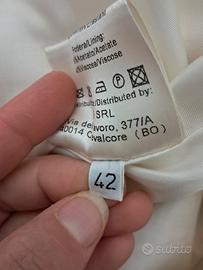 Fodera/Lining:
%Acetato/Acetate
%Viscosa/Viscose
Distributed by:
SRL
Via del lavoro, 377/A
40014 Crevalcore (BO)
42
subito